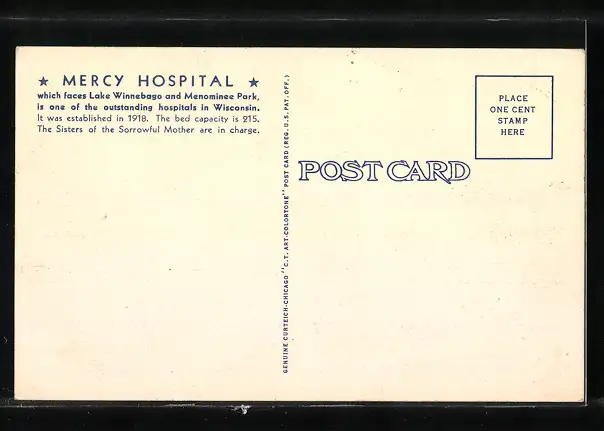 ★ MERCY HOSPITAL ★
which faces Lake Winnebago and Menominee Park,
is one of the outstanding hospitals in Wisconsin.
It was established in 1918. The bed capacity is 215.
The Sisters of the Sorrowful Mother are in charge.
GENUINE CURTEICH-CHICAGO "C.T. ART-COLORTONE" POST CARD (REG. U.S. PAT. OFF.)
POST CARD
PLACE
ONE CENT
STAMP
HERE